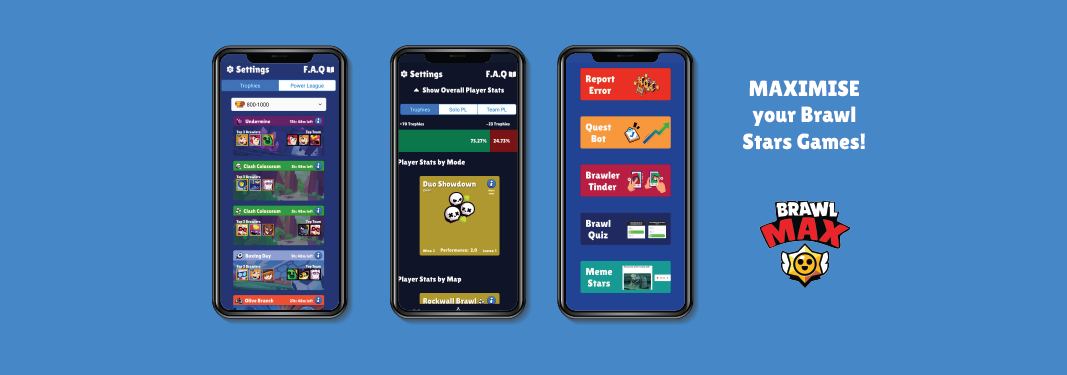 Settings
F.A.Q
Trophies
Power League
800-1000
Undermine
Top 3 Brawlers
Top Team
Clash Colosseum
Top 3 Brawlers
Clash Colosseum
Top 3 Brawlers
Top Team
Boxing Day
Top 3 Brawlers
Top Team
Olive Branch
Settings
F.A.Q
Show Overall Player Stats
Trophies
Solo PL
Team PL
+70 Trophies
-23 Trophies
75.27%
24.73%
Player Stats by Mode
Duo Showdown
Performance: 2.0
Player Stats by Map
Rockwall Brawl
Report
Error
Quest
Bot
Brawler
Tinder
Brawl
Quiz
Meme
Stars
MAXIMISE
your Brawl
Stars Games!
BRAWL
MAX